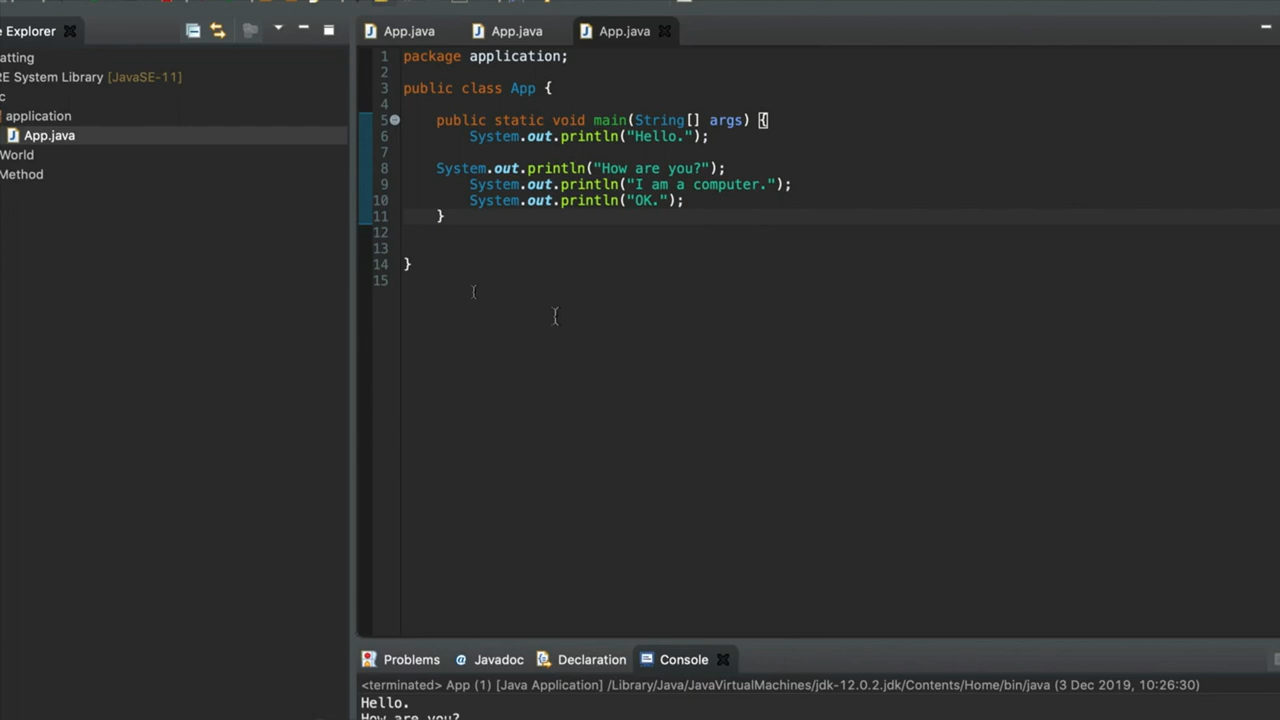 e Explorer
App.java
App.java
App.java
atting
RE System Library [JavaSE-11]
c
application
App.java
World
Method
1 package application;
2
3 public class App {
4
5 public static void main(String[] args) {
6 System.out.println("Hello.");
7
8 System.out.println("How are you?");
9 System.out.println("I am a computer.");
10 System.out.println("OK.");
11 }
12
13
14 }
15
Problems
@ Javadoc
Declaration
Console
<terminated> App (1) [Java Application] /Library/Java/JavaVirtualMachines/jdk-12.0.2.jdk/Contents/Home/bin/java (3 Dec 2019, 10:26:30)
Hello.
How are you?